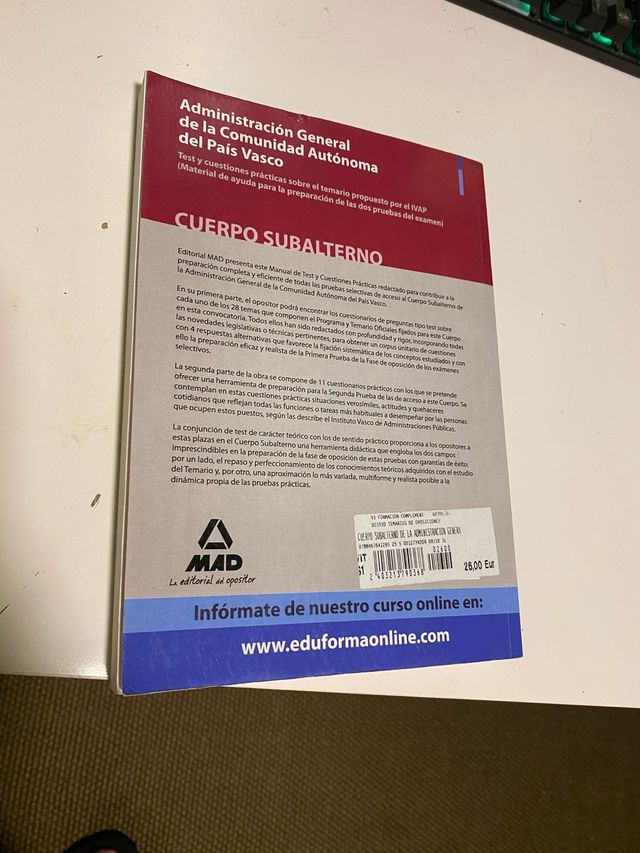 Administración General
de la Comunidad Autónoma
del País Vasco
Test y cuestiones prácticas sobre el temario propuesto por el IVAP
(Material de ayuda para la preparación de las dos pruebas del examen)
CUERPO SUBALTERNO
Editorial MAD presenta este Manual de Test y Cuestiones Prácticas redactado para contribuir a la
preparación completa y eficiente de todas las pruebas selectivas de acceso al Cuerpo Subalterno de
la Administración General de la Comunidad Autónoma del País Vasco.
En su primera parte, el opositor podrá encontrar los cuestionarios de preguntas tipo test sobre
cada uno de los 28 temas que componen el Programa y Temario Oficiales fijados para este Cuerpo
en esta convocatoria. Todos ellos han sido redactados con profundidad y rigor, incorporando todas
las novedades legislativas o técnicas pertinentes, para obtener un corpus unitario de cuestiones
con 4 respuestas alternativas que favorece la fijación sistemática de los conceptos estudiados y con
ello la preparación eficaz y realista de la Primera Prueba de la Fase de oposición de los exámenes
selectivos.
La segunda parte de la obra se compone de 11 cuestionarios prácticos con los que se pretende
ofrecer una herramienta de preparación para la Segunda Prueba de las de acceso a este Cuerpo. Se
contemplan en estas cuestiones prácticas situaciones verosímiles, actitudes y quehaceres
cotidianos que reflejan todas las funciones o tareas más habituales a desempeñar por las personas
que ocupen estos puestos, según las describe el Instituto Vasco de Administraciones Públicas.
La conjunción de test de carácter teórico con los de sentido práctico proporciona a los opositores a
estas plazas en el Cuerpo Subalterno una herramienta didáctica que engloba los dos campos
imprescindibles en la preparación de la fase de oposición de estas pruebas con garantías de éxito:
por un lado, el repaso y perfeccionamiento de los conocimientos teóricos adquiridos con el estudio
del Temario y, por otro, una aproximación lo más variada, multiforme y realista posible a la
dinámica propia de las pruebas prácticas.
93 FORMACION COMPLEMENT
003930 TEMARIOS DE OPOSICIONES
CUERPO SUBALTERNO DE LA ADMINISTRACION GENERA
02600
26,00 Eur
2 403213 790368
MAD
La editorial del opositor
Infórmate de nuestro curso online en:
www.eduformaonline.com